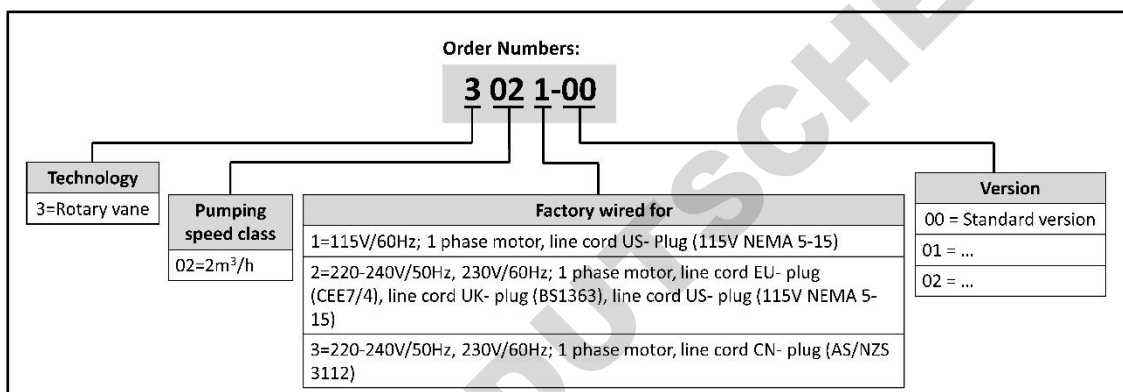 Order Numbers:
3 02 1-00
Technology
3=Rotary vane
Pumping
speed class
02=2m³/h
Factory wired for
1=115V/60Hz; 1 phase motor, line cord US- Plug (115V NEMA 5-15)
2=220-240V/50Hz, 230V/60Hz; 1 phase motor, line cord EU- plug
(CEE7/4), line cord UK- plug (BS1363), line cord US- plug (115V NEMA 5-
15)
3=220-240V/50Hz, 230V/60Hz; 1 phase motor, line cord CN- plug (AS/NZS
3112)
Version
00 = Standard version
01 = ...
02 = ...
DUTSCHE